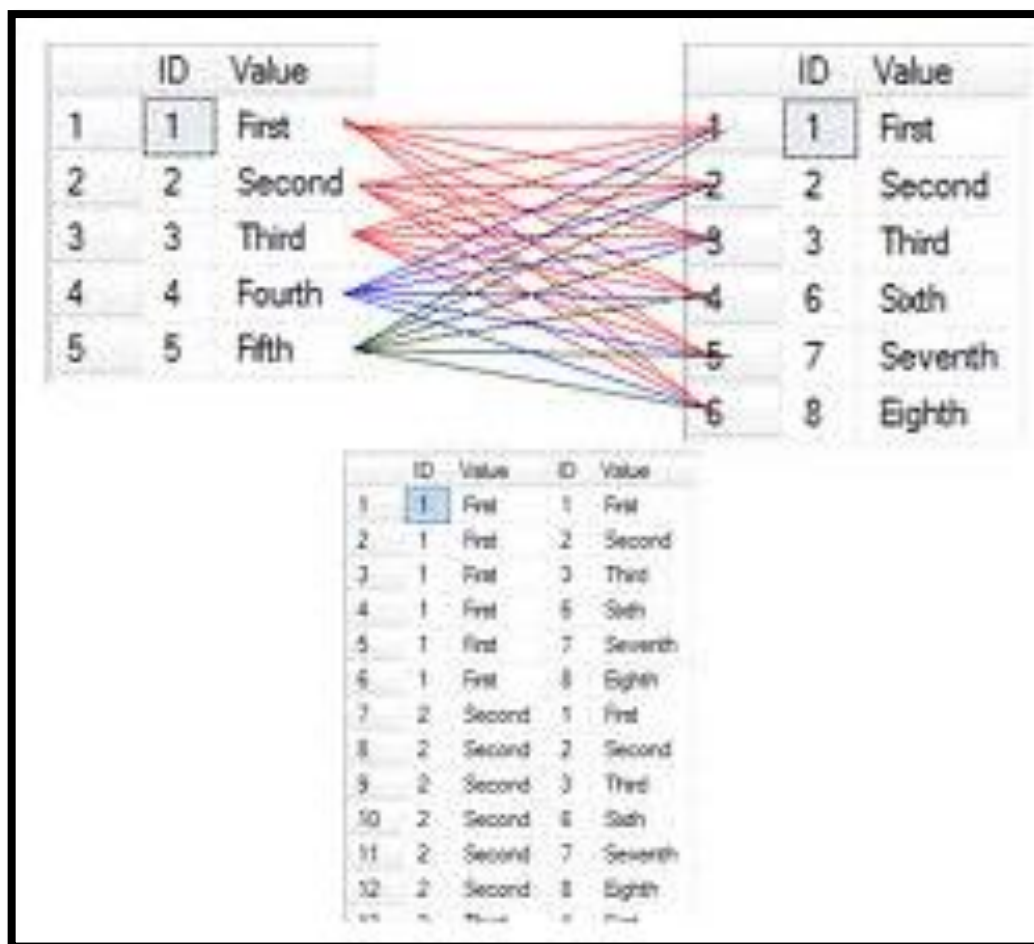 ID Value
1 1 First
2 2 Second
3 3 Third
4 4 Fourth
5 5 Fifth
ID Value
1 1 First
2 2 Second
3 3 Third
4 6 Sixth
5 7 Seventh
6 8 Eighth
ID Value ID Value
1 1 First 1 First
2 1 First 2 Second
3 1 First 3 Third
4 1 First 6 Sixth
5 1 First 7 Seventh
6 1 First 8 Eighth
7 2 Second 1 First
8 2 Second 2 Second
9 2 Second 3 Third
10 2 Second 6 Sixth
11 2 Second 7 Seventh
12 2 Second 8 Eighth